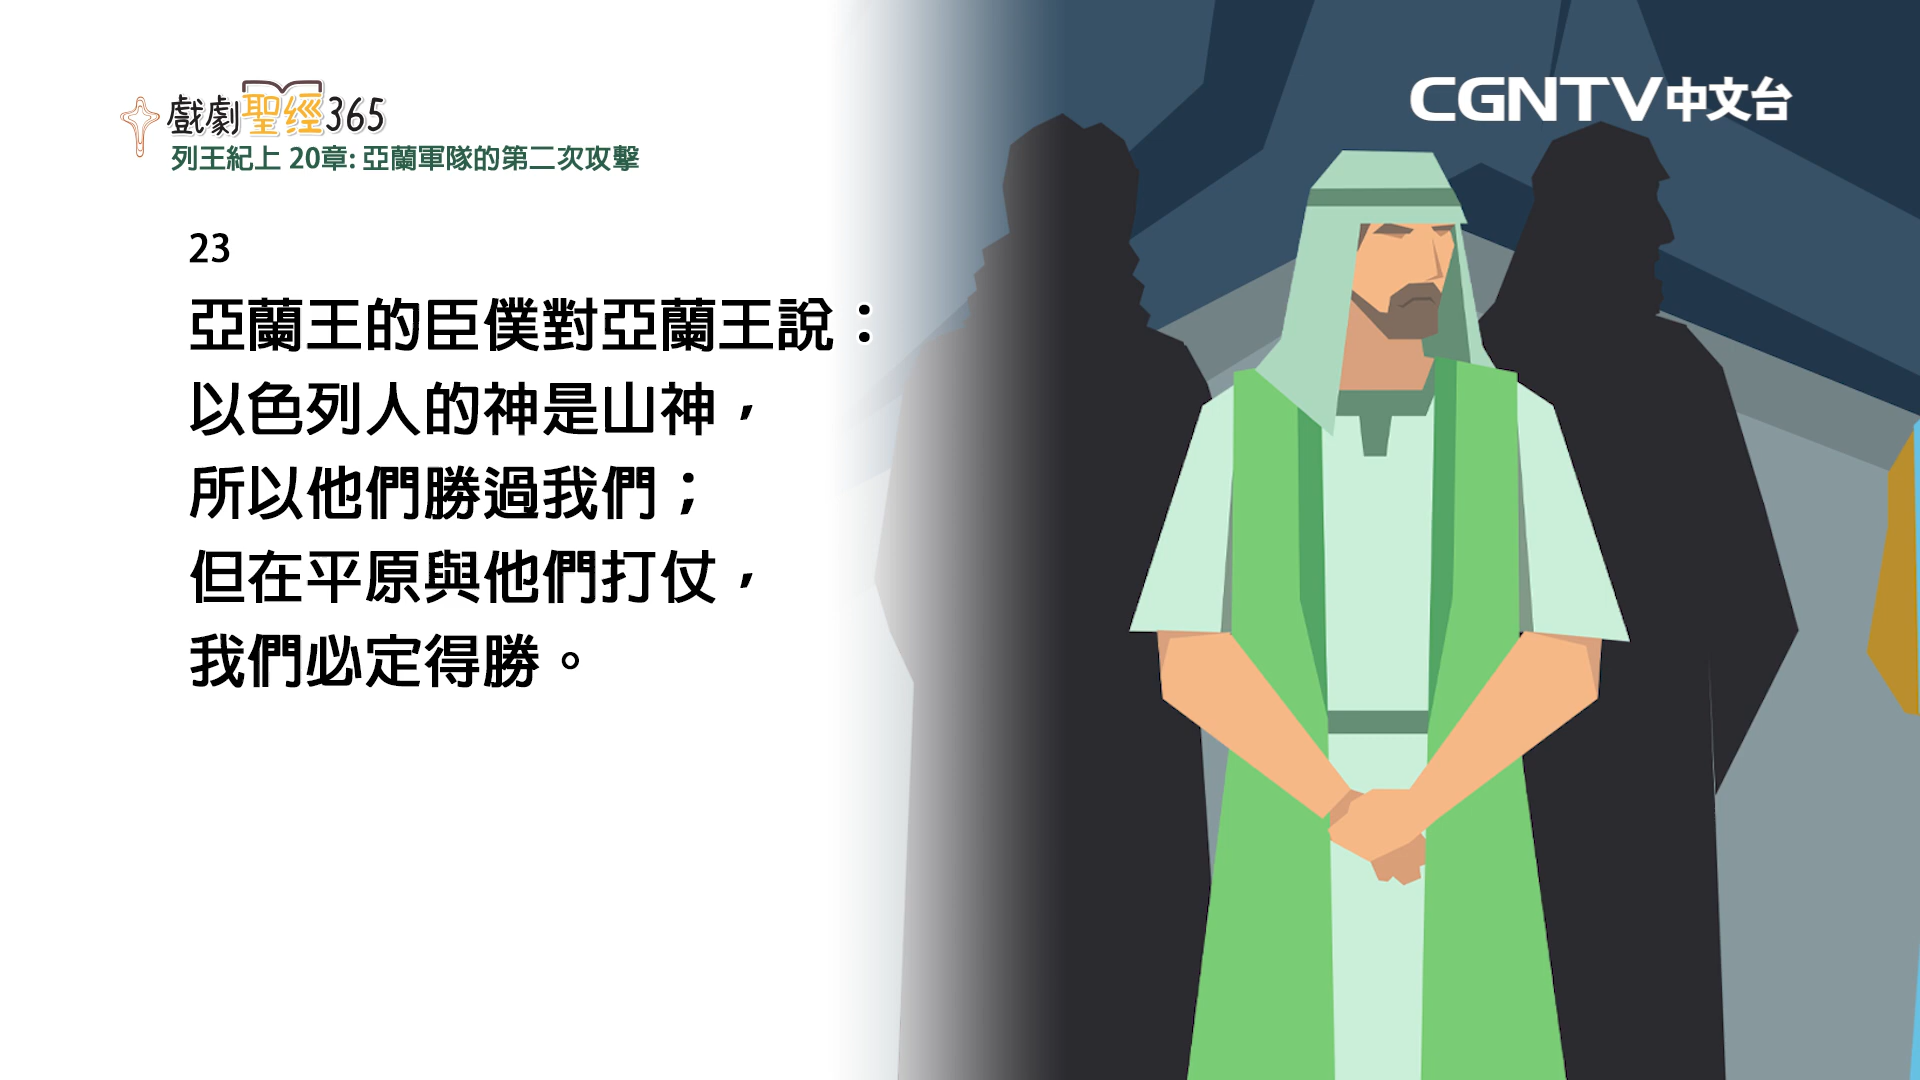 戲劇聖經365
CGNTV中文台
列王紀上 20章: 亞蘭軍隊的第二次攻擊
23
亞蘭王的臣僕對亞蘭王說：
以色列人的神是山神，
所以他們勝過我們；
但在平原與他們打仗，
我們必定得勝。